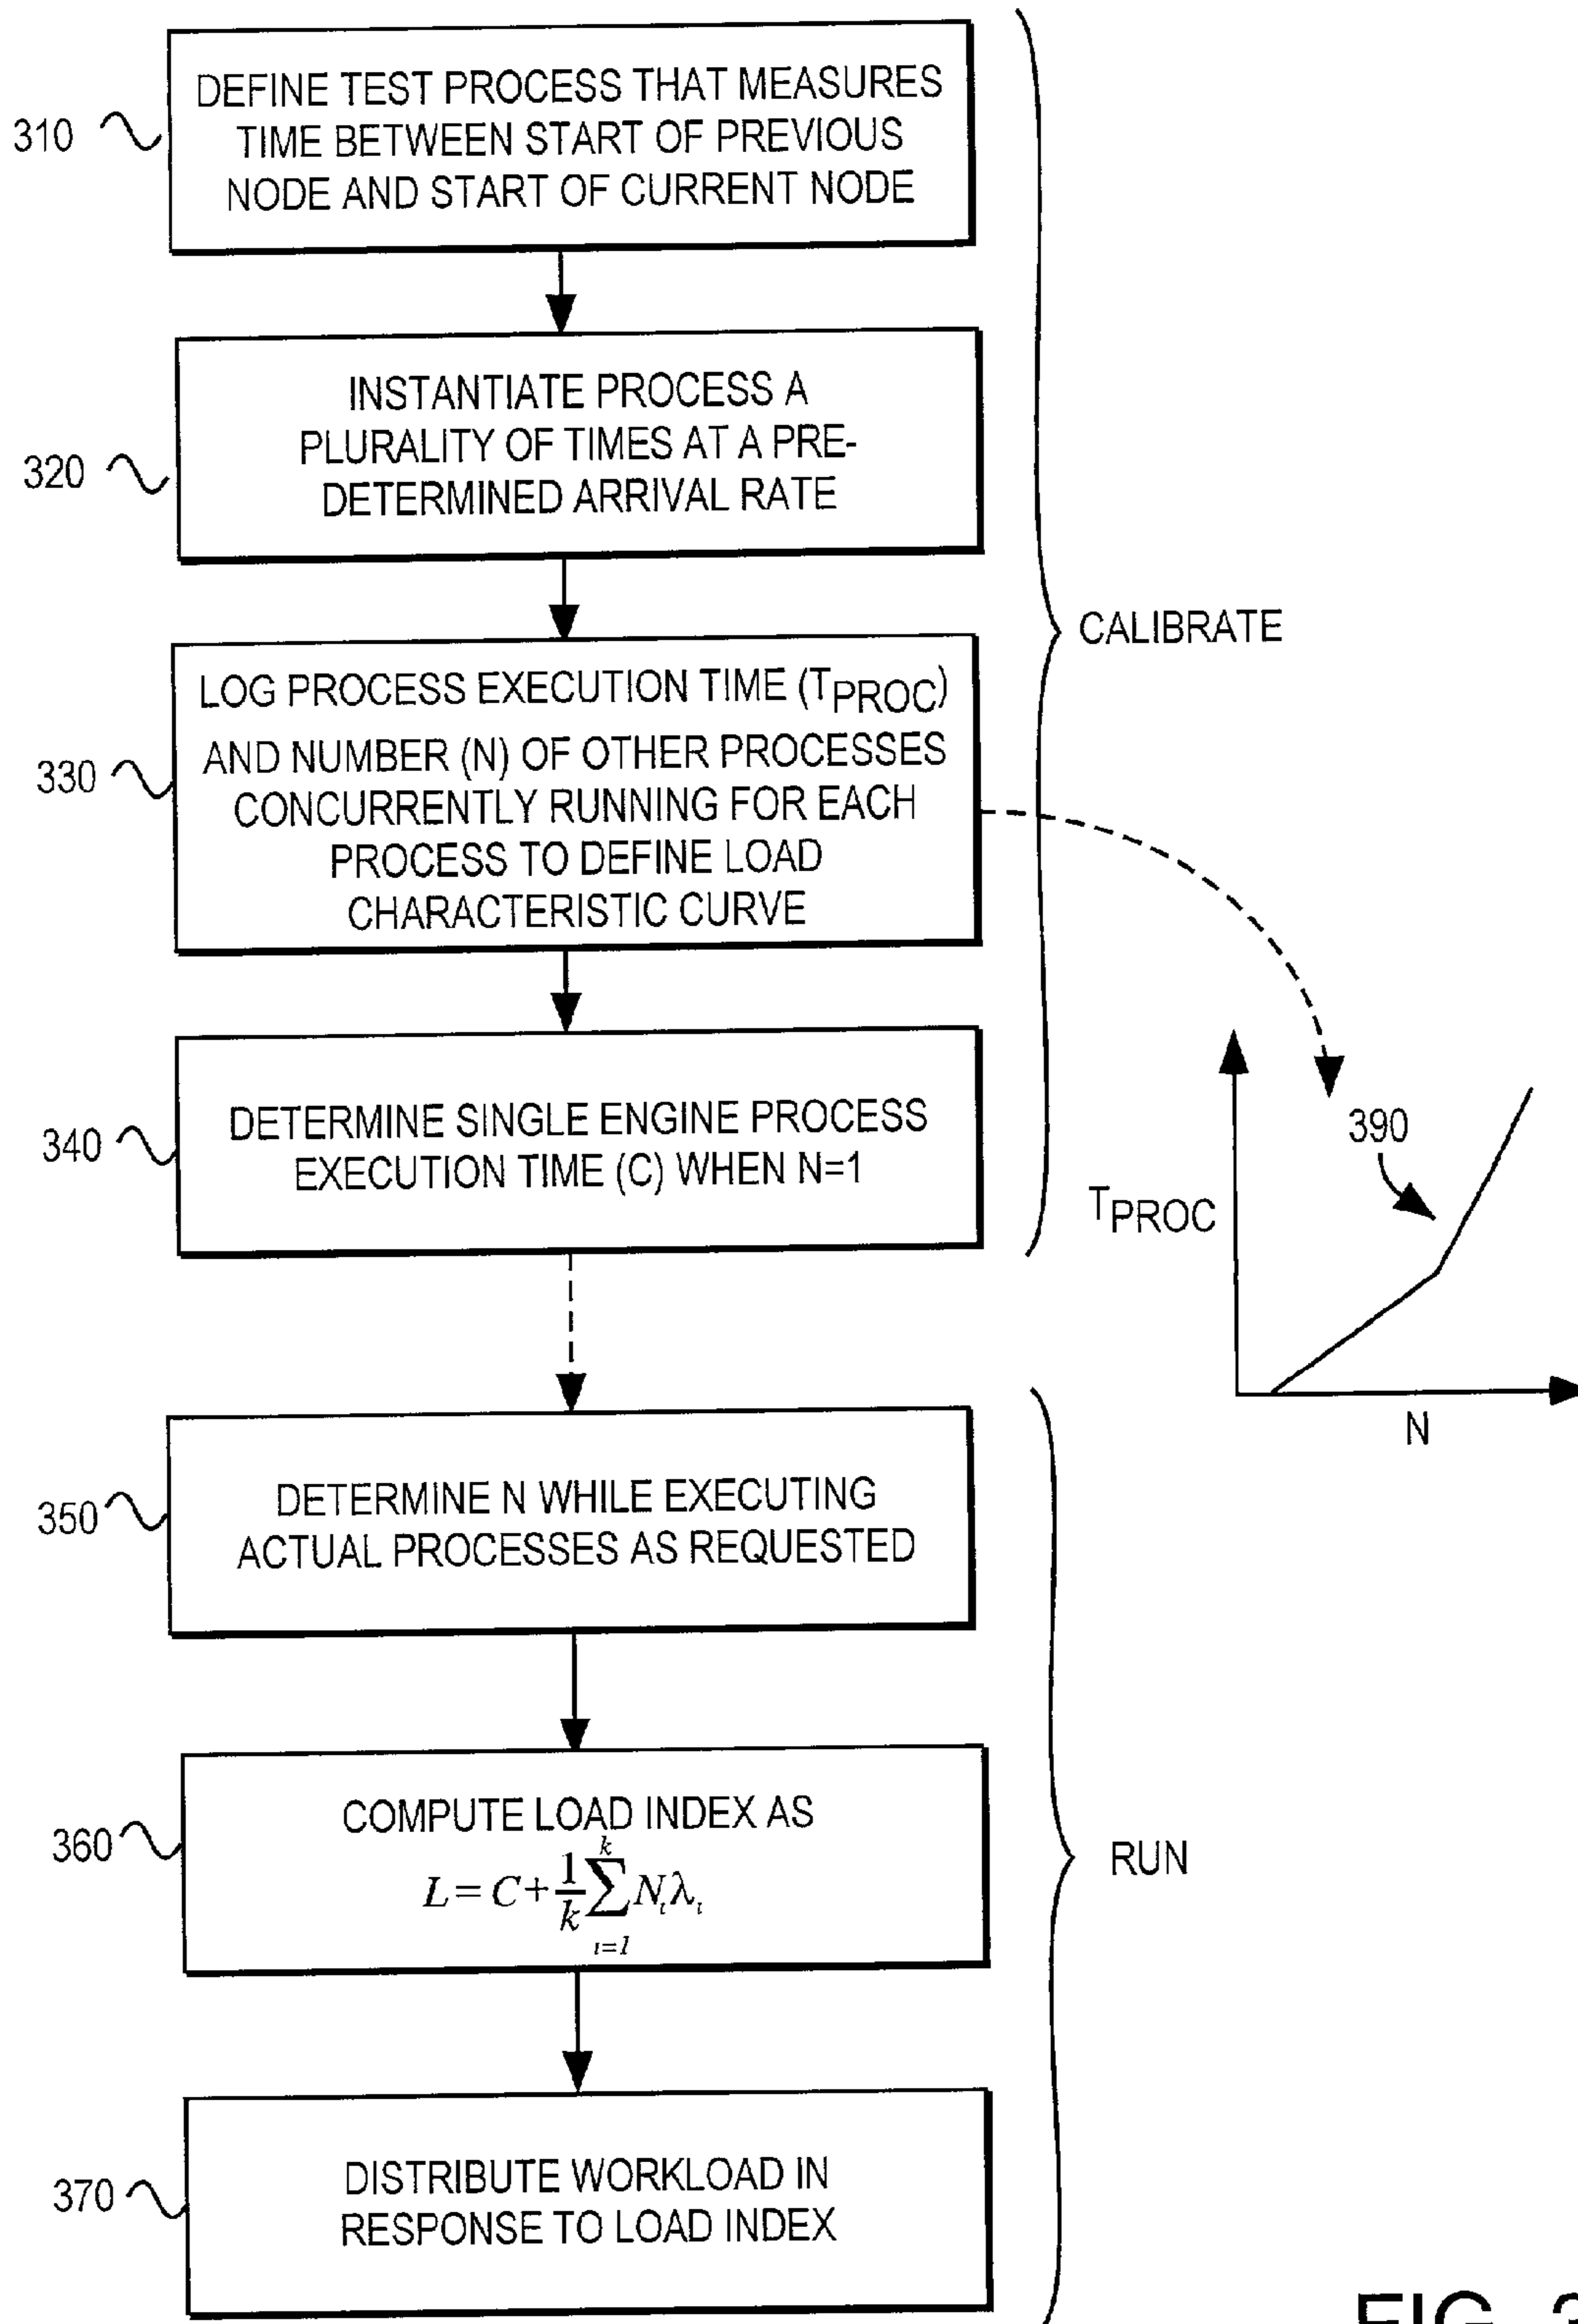 310
DEFINE TEST PROCESS THAT MEASURES
TIME BETWEEN START OF PREVIOUS
NODE AND START OF CURRENT NODE
320
INSTANTIATE PROCESS A
PLURALITY OF TIMES AT A PRE-
DETERMINED ARRIVAL RATE
CALIBRATE
330
LOG PROCESS EXECUTION TIME (TPROC)
AND NUMBER (N) OF OTHER PROCESSES
CONCURRENTLY RUNNING FOR EACH
PROCESS TO DEFINE LOAD
CHARACTERISTIC CURVE
340
DETERMINE SINGLE ENGINE PROCESS
EXECUTION TIME (C) WHEN N=1
390
TPROC
N
350
DETERMINE N WHILE EXECUTING
ACTUAL PROCESSES AS REQUESTED
360
COMPUTE LOAD INDEX AS
L = C + 1/k ∑ k i=1 Nᵢλᵢ
RUN
370
DISTRIBUTE WORKLOAD IN
RESPONSE TO LOAD INDEX
FIG. 3